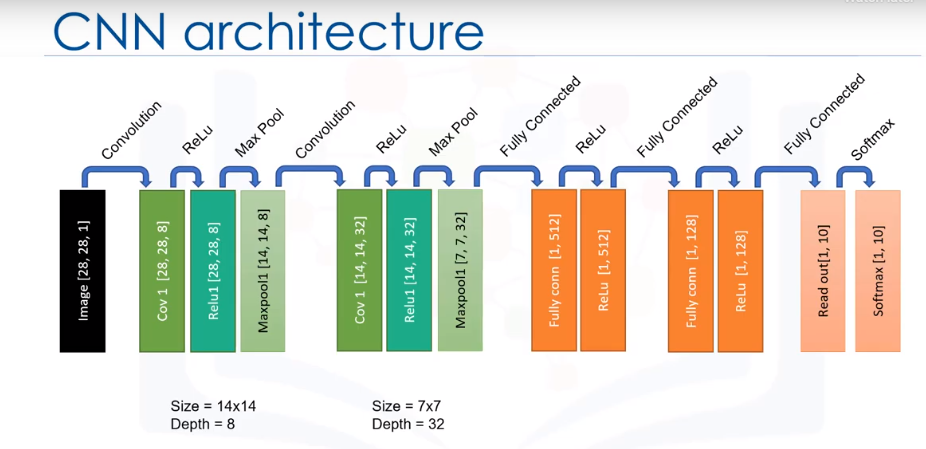 CNN architecture
Convolution
ReLu
Max Pool
Convolution
ReLu
Max Pool
Fully Connected
ReLu
Fully Connected
ReLu
Fully Connected
Softmax
Image [28, 28, 1]
Cov 1 [28, 28, 8]
Relu1 [28, 28, 8]
Maxpool1 [14, 14, 8]
Cov 1 [14, 14, 32]
Relu1 [14, 14, 32]
Maxpool1 [7, 7, 32]
Fully conn [1, 512]
ReLu [1, 512]
Fully conn [1, 128]
ReLu [1, 128]
Read out[1, 10]
Softmax [1, 10]
Size = 14x14
Depth = 8
Size = 7x7
Depth = 32